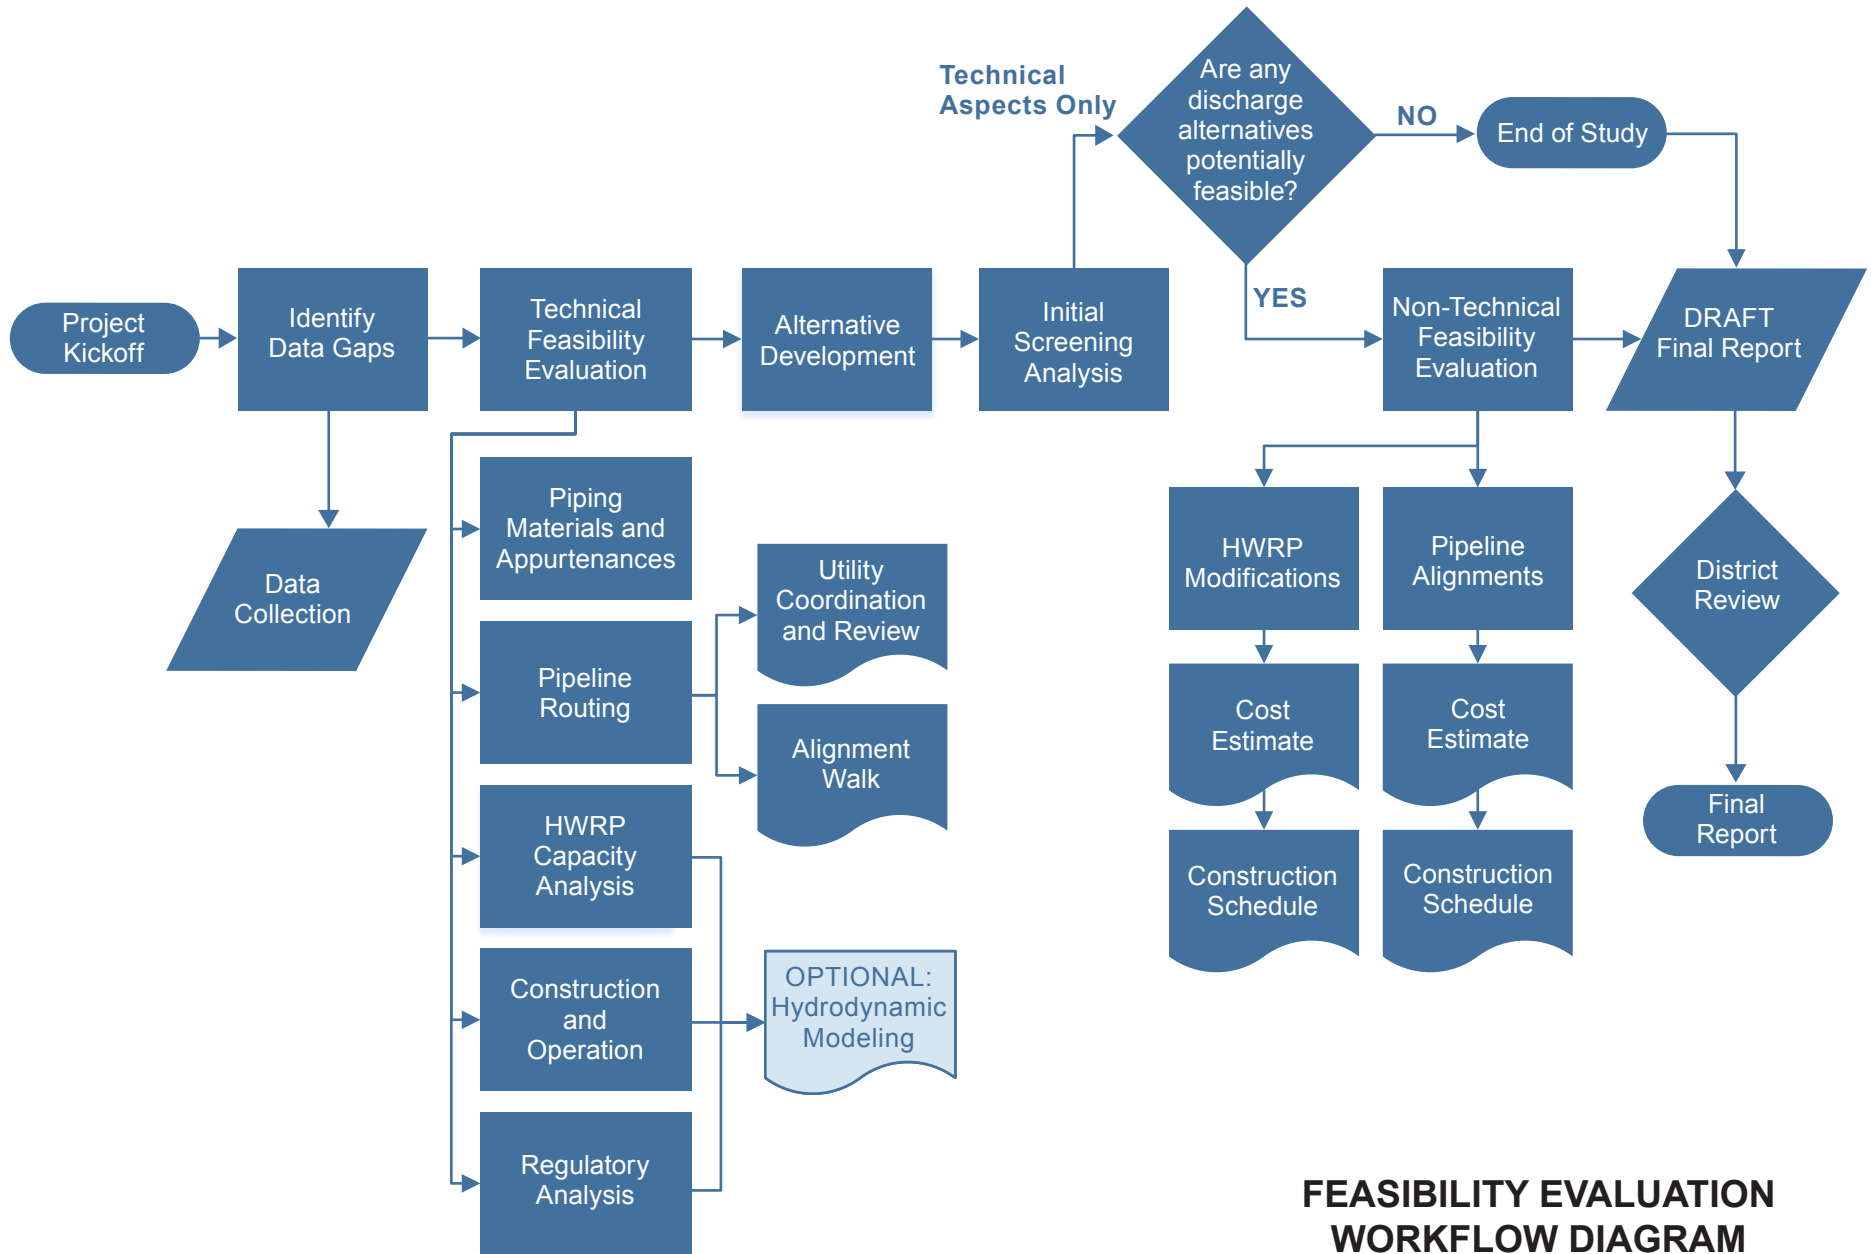 Technical
Aspects Only
Are any
discharge
alternatives
potentially
feasible?
NO
End of Study
YES
Project
Kickoff
Identify
Data Gaps
Technical
Feasibility
Evaluation
Alternative
Development
Initial
Screening
Analysis
Non-Technical
Feasibility
Evaluation
DRAFT
Final Report
Data
Collection
Piping
Materials and
Appurtenances
Pipeline
Routing
Utility
Coordination
and Review
Alignment
Walk
HWRP
Capacity
Analysis
Construction
and
Operation
OPTIONAL:
Hydrodynamic
Modeling
Regulatory
Analysis
HWRP
Modifications
Pipeline
Alignments
Cost
Estimate
Cost
Estimate
Construction
Schedule
Construction
Schedule
District
Review
Final
Report
FEASIBILITY EVALUATION
WORKFLOW DIAGRAM